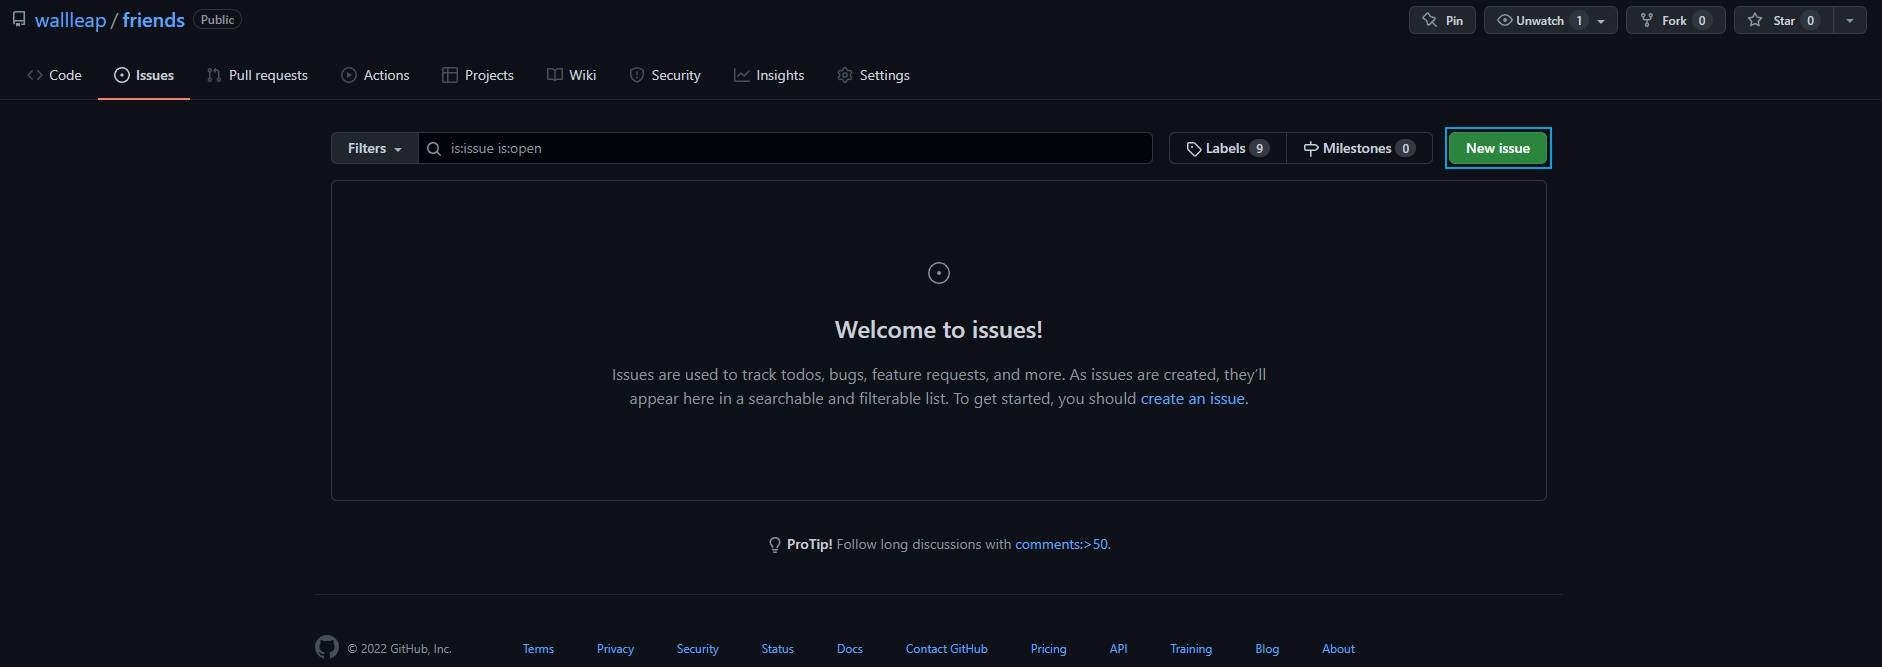 wallleap / friends Public Pin Unwatch 1 Fork 0 Star 0
Code Issues Pull requests Actions Projects Wiki Security Insights Settings
Filters is:issue is:open Labels 9 Milestones 0 New issue
Welcome to issues!
Issues are used to track todos, bugs, feature requests, and more. As issues are created, they’ll
appear here in a searchable and filterable list. To get started, you should create an issue.
ProTip! Follow long discussions with comments:>50.
© 2022 GitHub, Inc. Terms Privacy Security Status Docs Contact GitHub Pricing API Training Blog About